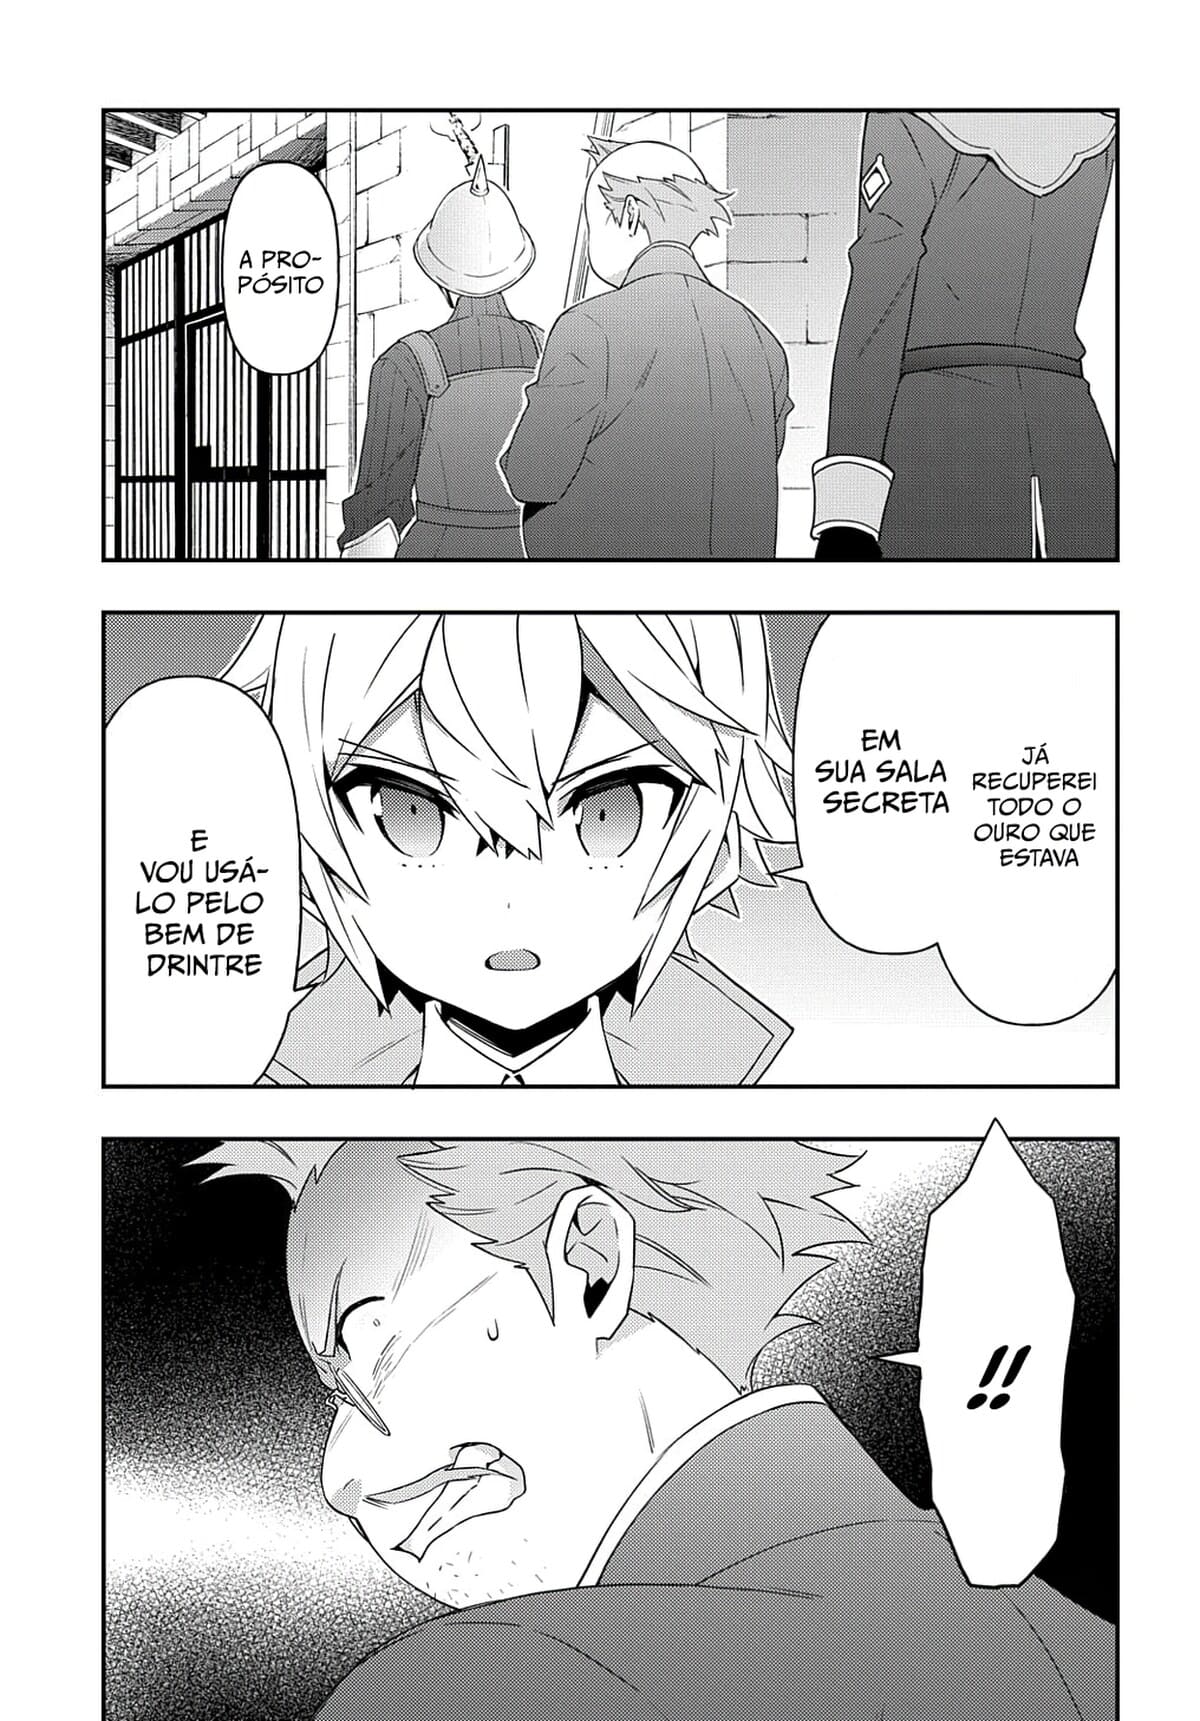 A PRO-
PÓSITO
JÁ
RECUPEREI
TODO O
OURO QUE
ESTAVA
EM
SUA SALA
SECRETA
E
VOU USÁ-
LO PELO
BEM DE
DRINTRE
!!